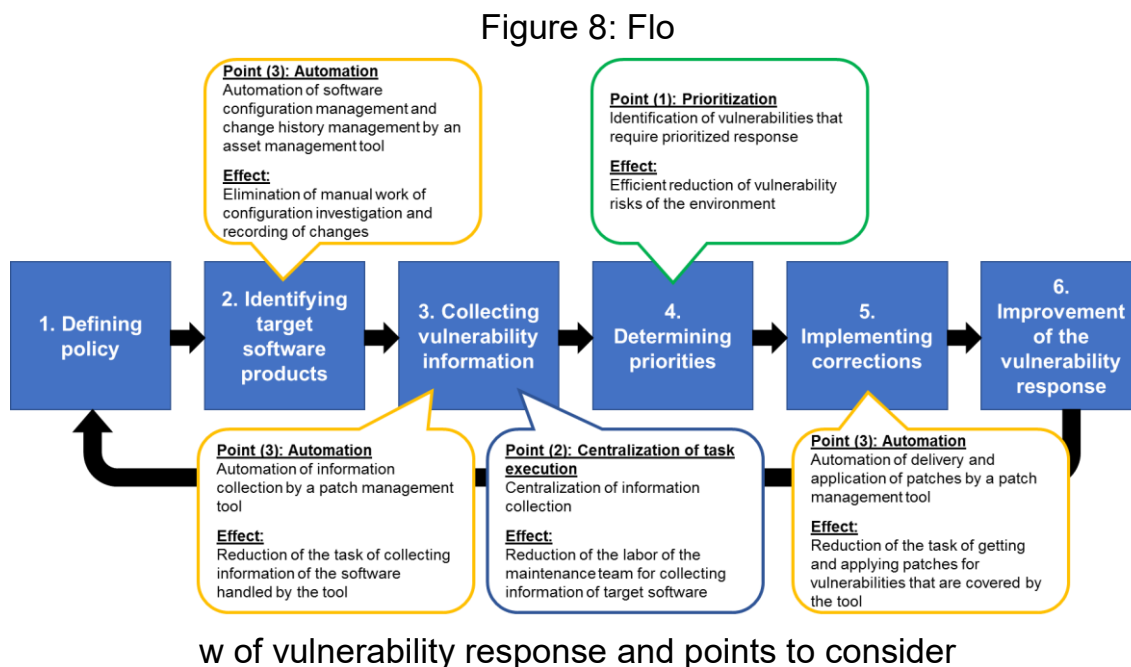 Figure 8: Flo
Point (3): Automation
Automation of software
configuration management and
change history management by an
asset management tool
Effect:
Elimination of manual work of
configuration investigation and
recording of changes
Point (1): Prioritization
Identification of vulnerabilities that
require prioritized response
Effect:
Efficient reduction of vulnerability
risks of the environment
1. Defining
policy
2. Identifying
target
software
products
3. Collecting
vulnerability
information
4.
Determining
priorities
5.
Implementing
corrections
6.
Improvement
of the
vulnerability
response
Point (3): Automation
Automation of information
collection by a patch management
tool
Effect:
Reduction of the task of collecting
information of the software
handled by the tool
Point (2): Centralization of task
execution
Centralization of information
collection
Effect:
Reduction of the labor of the
maintenance team for collecting
information of target software
Point (3): Automation
Automation of delivery and
application of patches by a patch
management tool
Effect:
Reduction of the task of getting
and applying patches for
vulnerabilities that are covered by
the tool
w of vulnerability response and points to consider